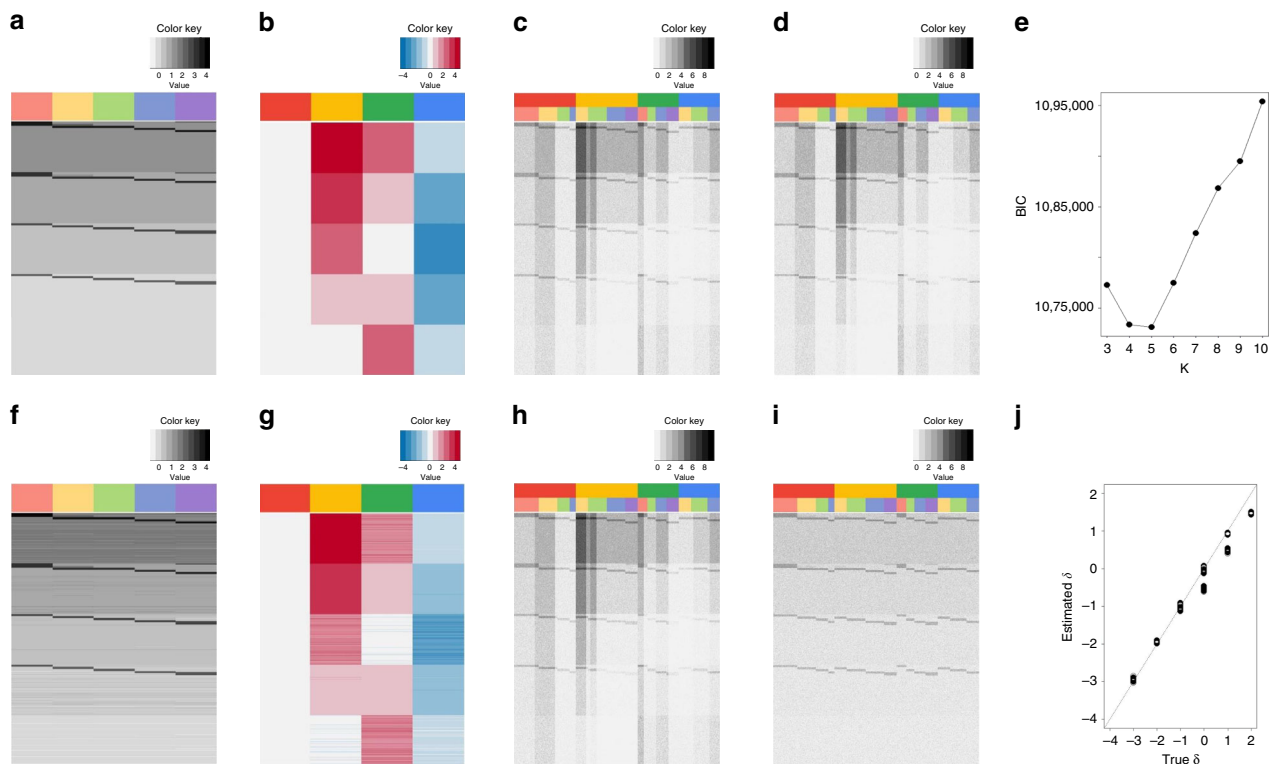 a
b
c
d
e
Color key
Color key
Color key
Color key
0 1 2 3 4
−4 0 2 4
0 2 4 6 8
0 2 4 6 8
Value
Value
Value
Value
10,95,000
10,85,000
10,75,000
BIC
3 4 5 6 7 8 9 10
K
f
g
h
i
j
Color key
Color key
Color key
Color key
0 1 2 3 4
−4 0 2 4
0 2 4 6 8
0 2 4 6 8
Value
Value
Value
Value
2
1
0
−1
−2
−3
−4
Estimated δ
−4 −3 −2 −1 0 1 2
True δ